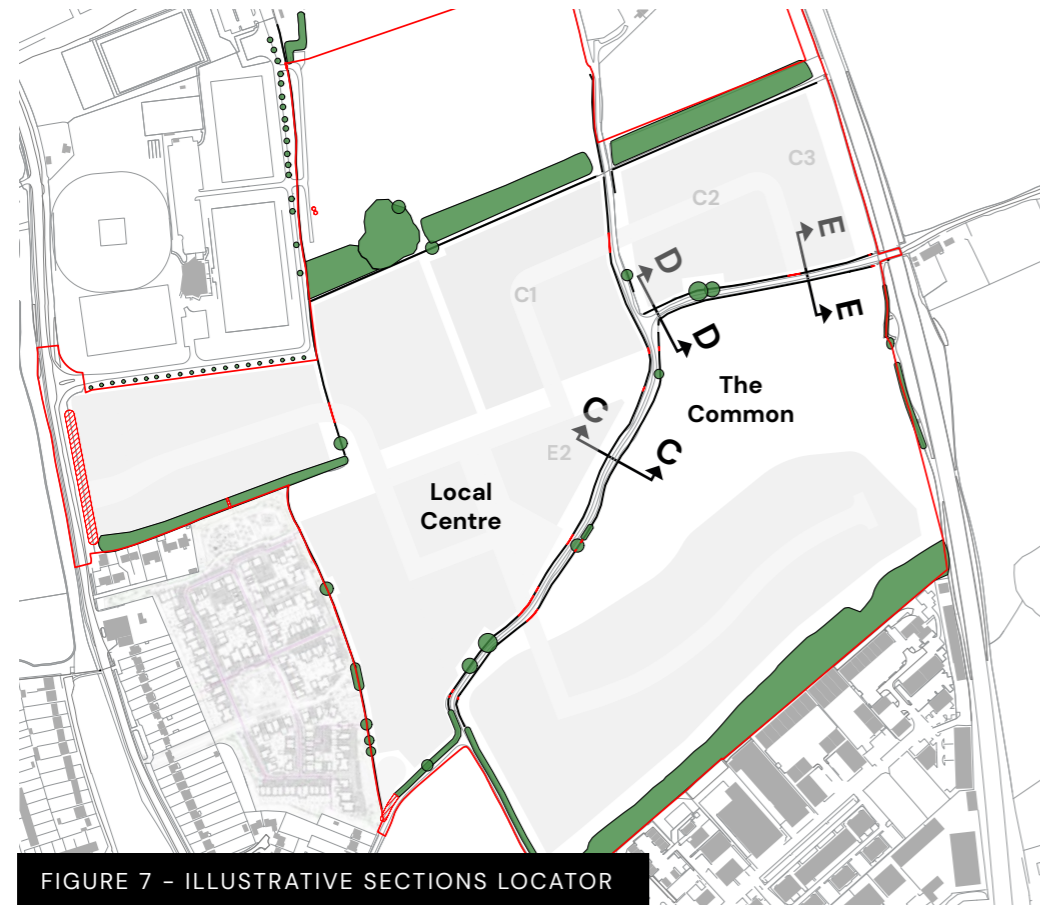 C3
C2
E
D
C1
E
D
The
Common
C
C
E2
Local
Centre
FIGURE 7 – ILLUSTRATIVE SECTIONS LOCATOR